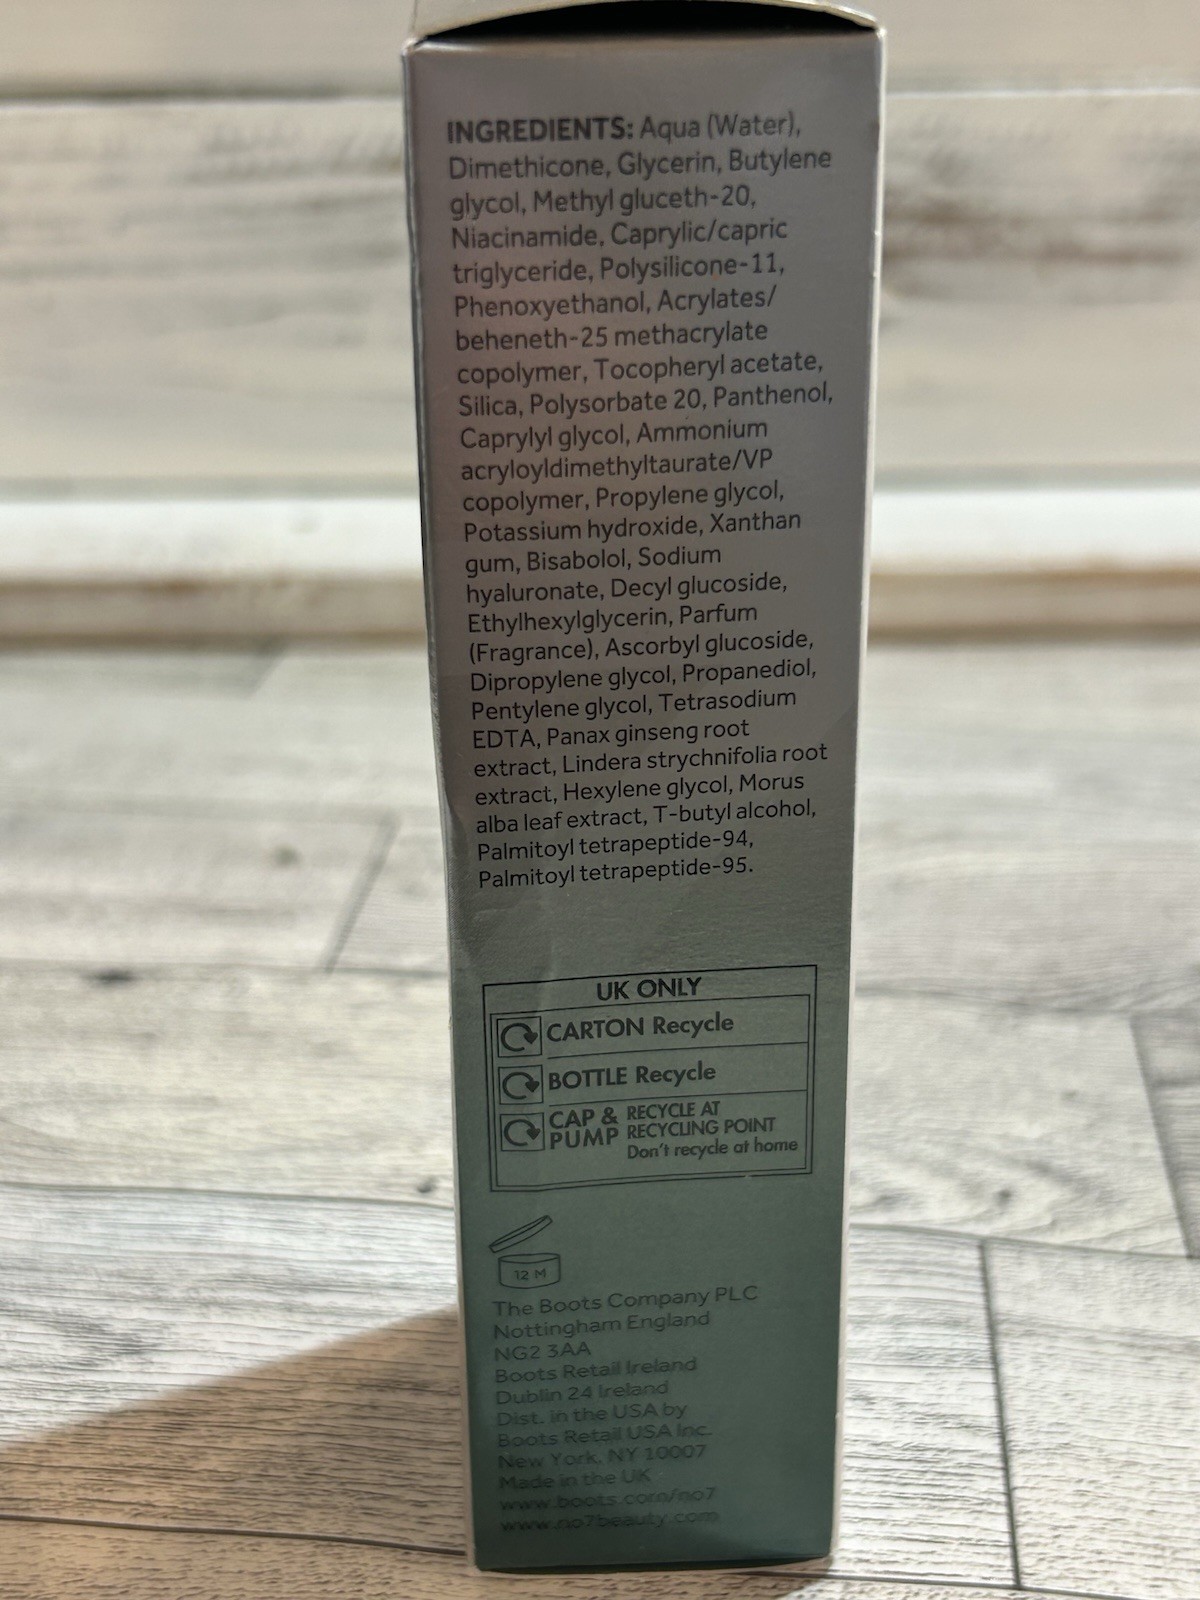 INGREDIENTS: Aqua (Water),
Dimethicone, Glycerin, Butylene
glycol, Methyl gluceth-20,
Niacinamide, Caprylic/capric
triglyceride, Polysilicone-11,
Phenoxyethanol, Acrylates/
beheneth-25 methacrylate
copolymer, Tocopheryl acetate,
Silica, Polysorbate 20, Panthenol,
Caprylyl glycol, Ammonium
acryloyldimethyltaurate/VP
copolymer, Propylene glycol,
Potassium hydroxide, Xanthan
gum, Bisabolol, Sodium
hyaluronate, Decyl glucoside,
Ethylhexylglycerin, Parfum
(Fragrance), Ascorbyl glucoside,
Dipropylene glycol, Propanediol,
Pentylene glycol, Tetrasodium
EDTA, Panax ginseng root
extract, Lindera strychnifolia root
extract, Hexylene glycol, Morus
alba leaf extract, T-butyl alcohol,
Palmitoyl tetrapeptide-94,
Palmitoyl tetrapeptide-95.
UK ONLY
CARTON Recycle
BOTTLE Recycle
CAP & PUMP RECYCLE AT
RECYCLING POINT
Don't recycle at home
12 M
The Boots Company PLC
Nottingham England
NG2 3AA
Boots Retail Ireland
Dublin 24 Ireland
Dist. in the USA by
Boots Retail USA Inc.
New York, NY 10007
Made in the UK
www.boots.com/no7
www.no7beauty.com